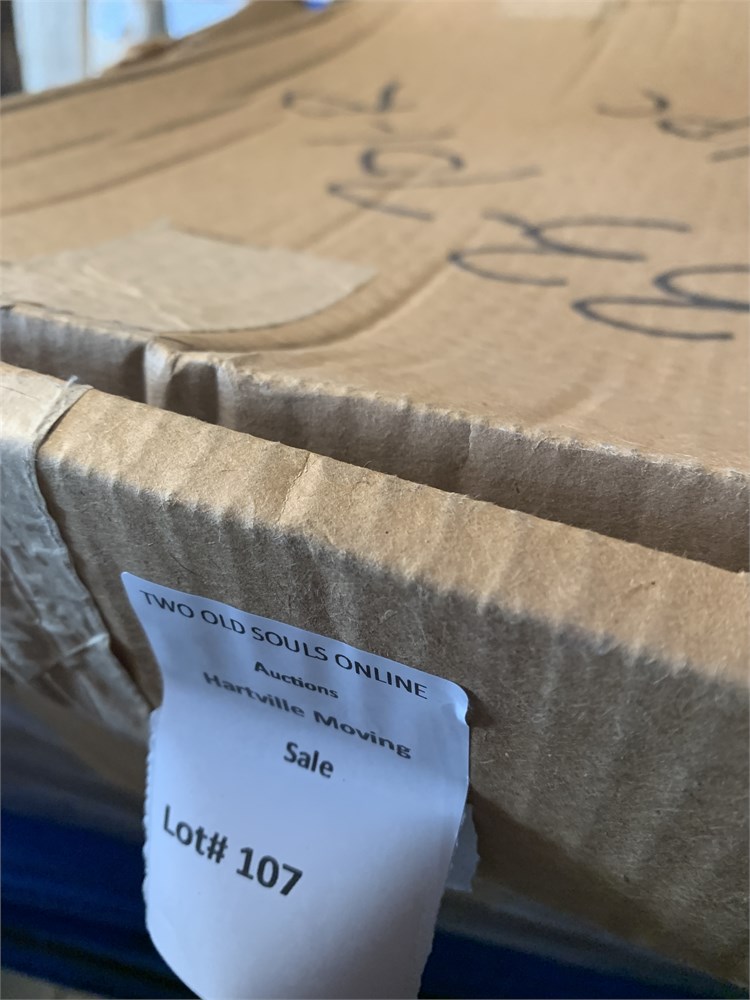 TWO OLD SOULS ONLINE
Auctions
Hartville Moving
Sale
Lot# 107